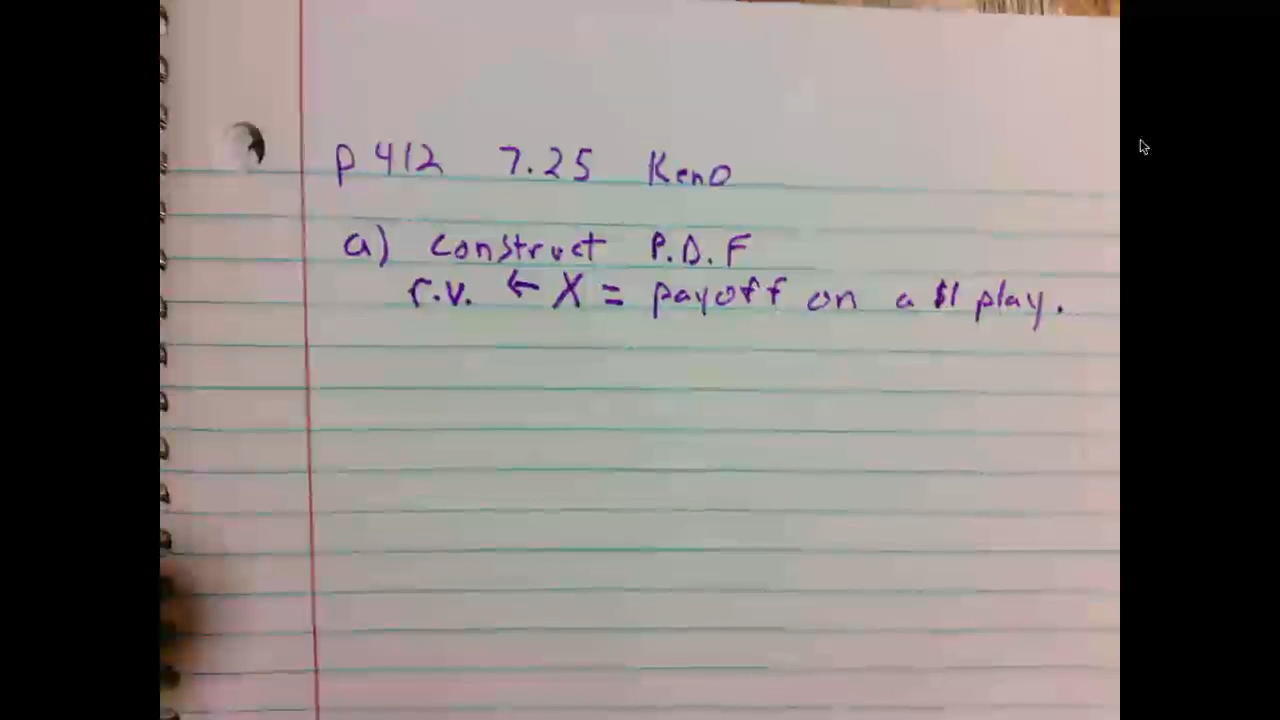 p 412 7.25 Keno
a) construct P.D.F
r.v. ← X = payoff on a $1 play.